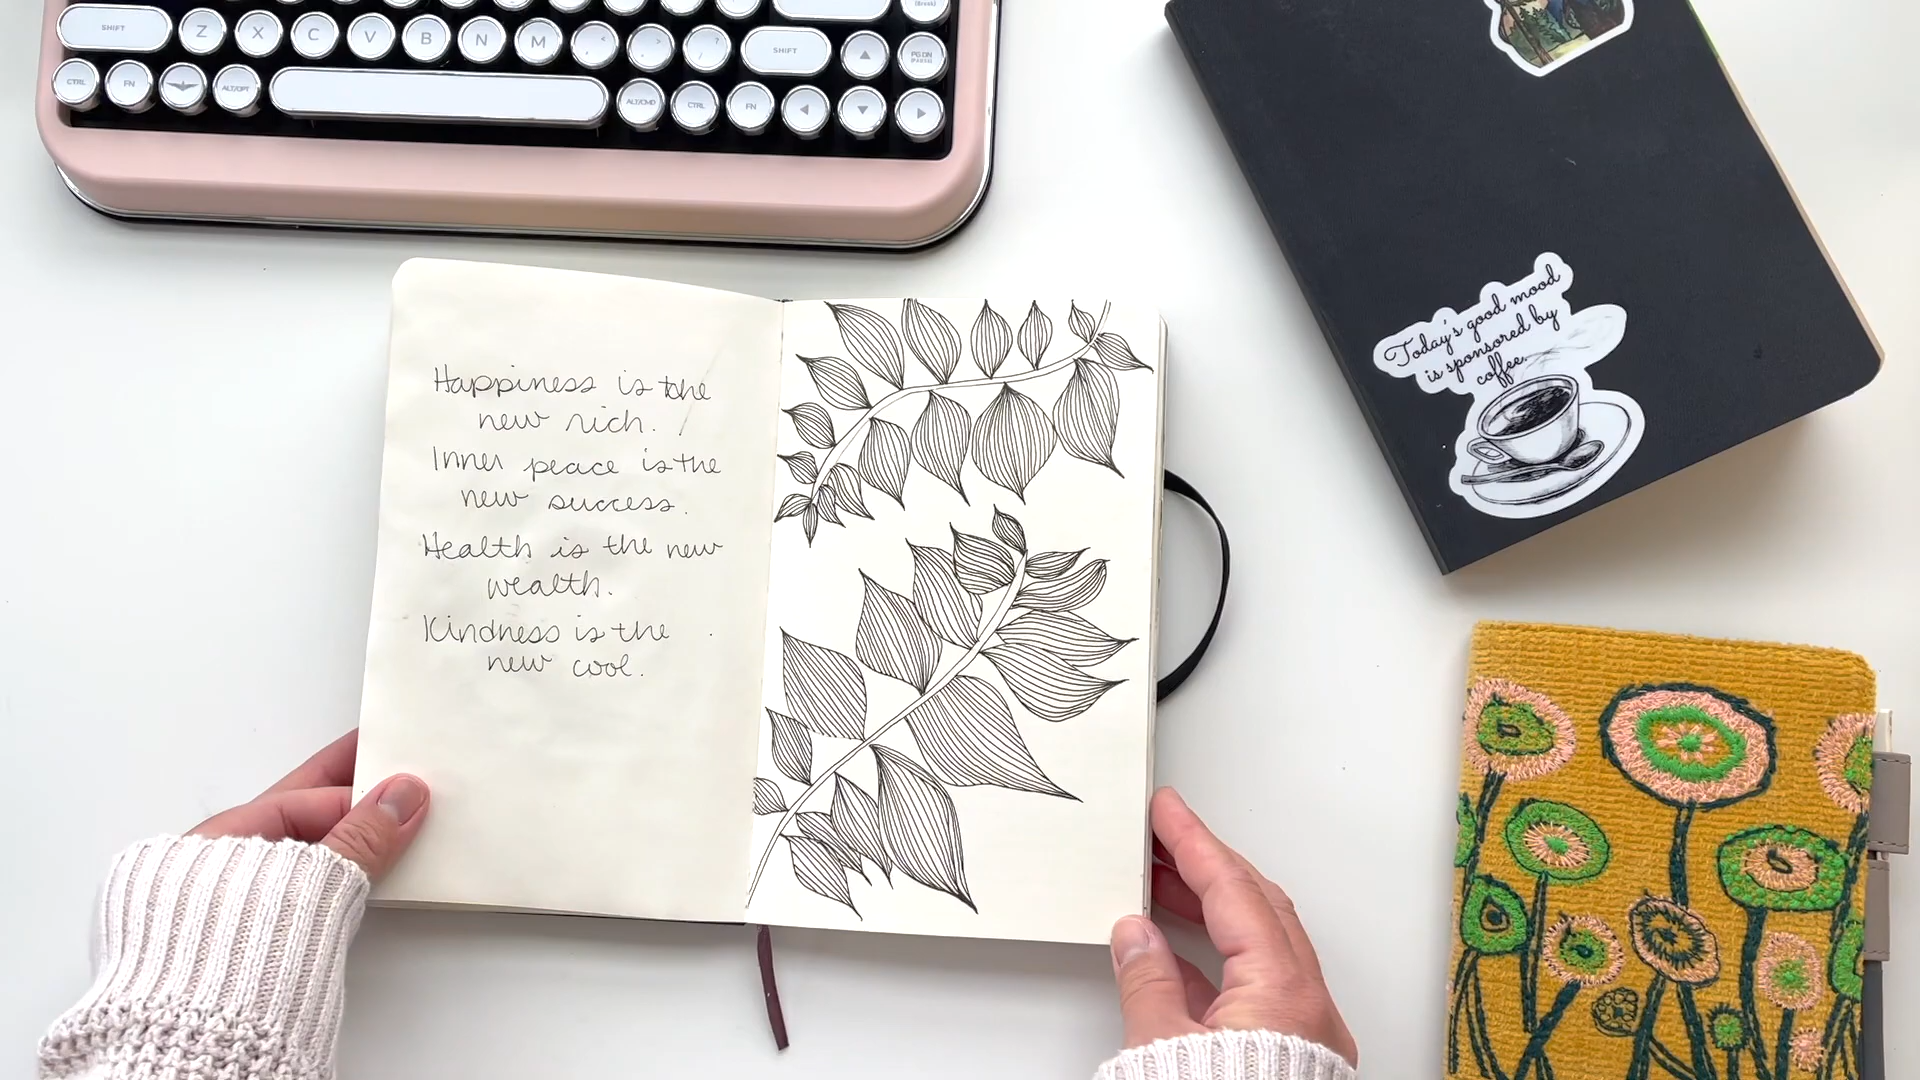 SHIFT Z X C V B N M , < . > / ? SHIFT PG DN
CTRL FN ALT/OPT ALT/CMD CTRL FN
Happiness is the
new rich.
Inner peace is the
new success.
Health is the new
wealth.
Kindness is the
new cool.
Today's good mood
is sponsored by
coffee.